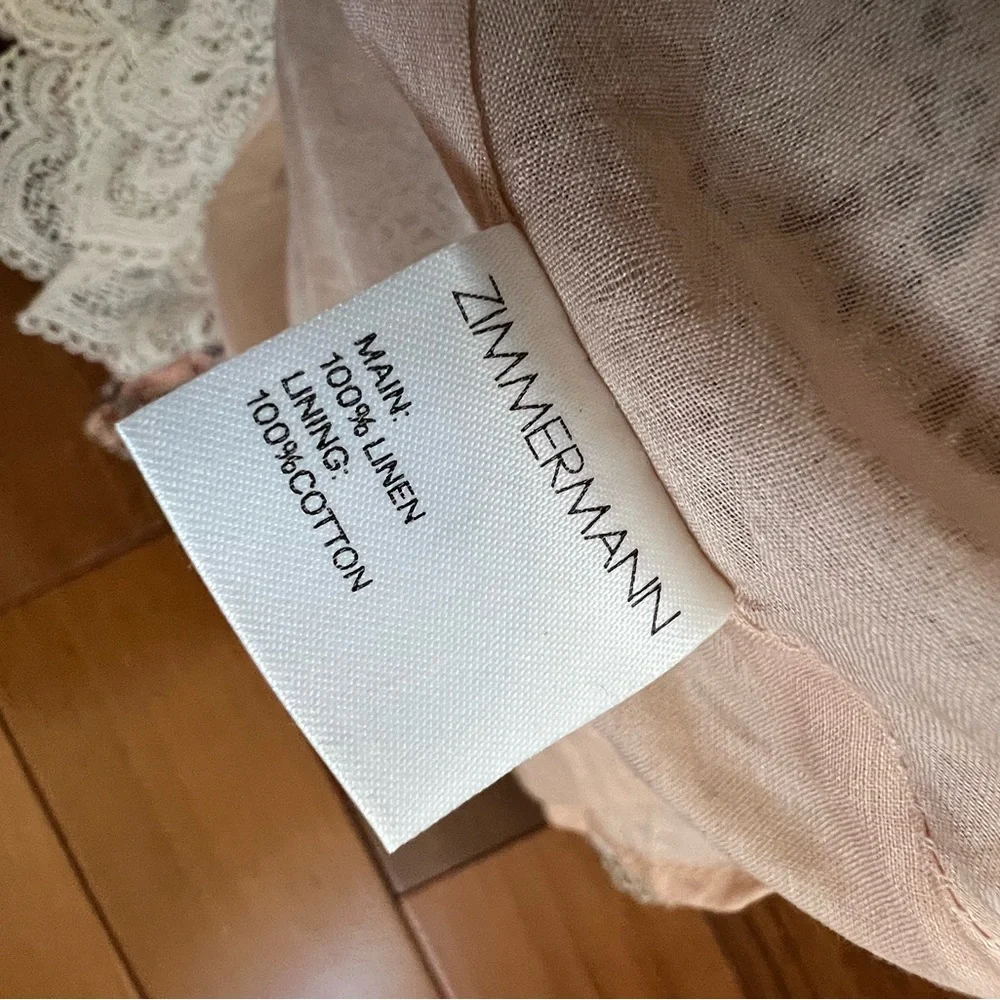 ZIMMERMANN
MAIN:
100% LINEN
LINING:
100%COTTON